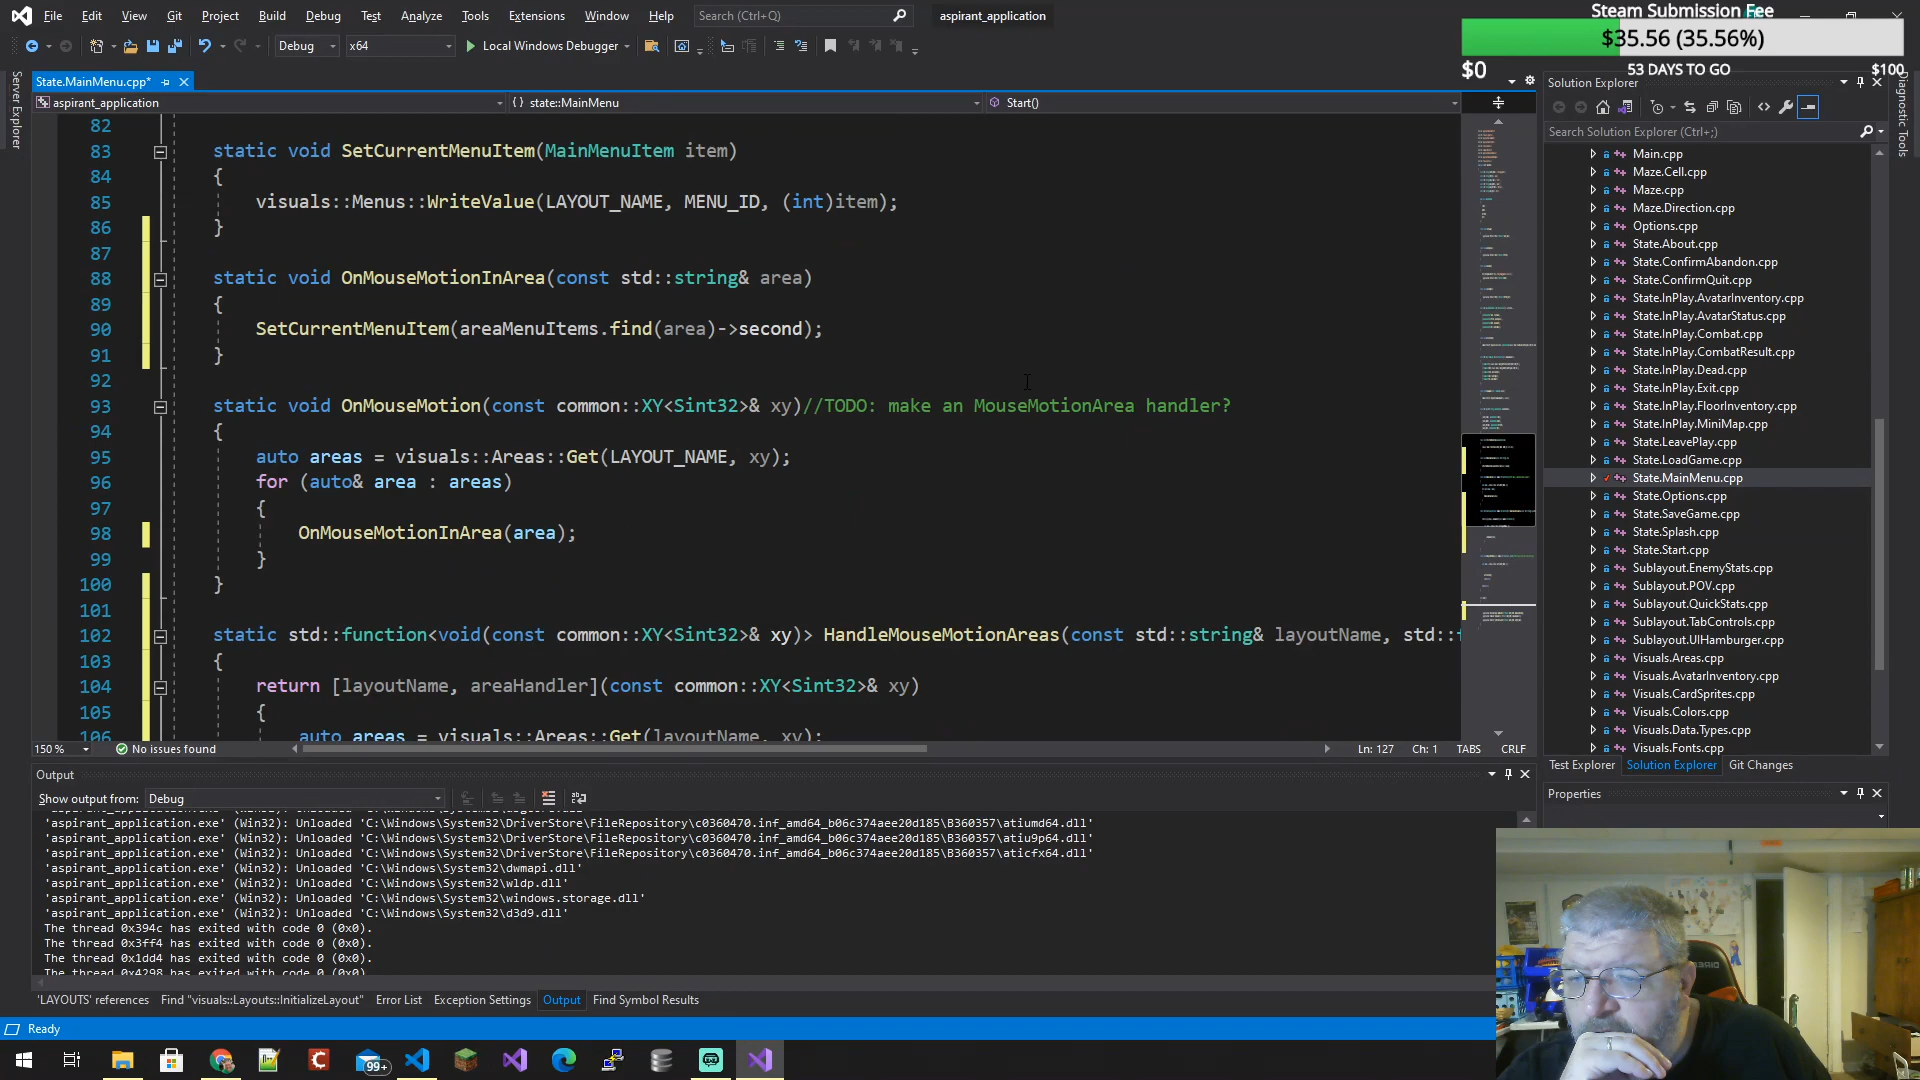 File Edit View Git Project Build Debug Test Analyze Tools Extensions Window Help Search (Ctrl+Q) aspirant_application
Steam Submission Fee
$35.56 (35.56%)
$0 53 DAYS TO GO $100
Debug x64 Local Windows Debugger
Server Explorer
State.MainMenu.cpp*
aspirant_application {} state::MainMenu Start()
82
83 static void SetCurrentMenuItem(MainMenuItem item)
84 {
85 visuals::Menus::WriteValue(LAYOUT_NAME, MENU_ID, (int)item);
86 }
87
88 static void OnMouseMotionInArea(const std::string& area)
89 {
90 SetCurrentMenuItem(areaMenuItems.find(area)->second);
91 }
92
93 static void OnMouseMotion(const common::XY<Sint32>& xy)//TODO: make an MouseMotionArea handler?
94 {
95 auto areas = visuals::Areas::Get(LAYOUT_NAME, xy);
96 for (auto& area : areas)
97 {
98 OnMouseMotionInArea(area);
99 }
100 }
101
102 static std::function<void(const common::XY<Sint32>& xy)> HandleMouseMotionAreas(const std::string& layoutName, std::f
103 {
104 return [layoutName, areaHandler](const common::XY<Sint32>& xy)
105 {
106 auto areas = visuals::Areas::Get(layoutName, xy);
150 % No issues found Ln: 127 Ch: 1 TABS CRLF
Output
Show output from: Debug
'aspirant_application.exe' (Win32): Unloaded 'C:\Windows\System32\DriverStore\FileRepository\c0360470.inf_amd64_b06c374aee20d185\B360357\atiumd64.dll'
'aspirant_application.exe' (Win32): Unloaded 'C:\Windows\System32\DriverStore\FileRepository\c0360470.inf_amd64_b06c374aee20d185\B360357\atiu9p64.dll'
'aspirant_application.exe' (Win32): Unloaded 'C:\Windows\System32\DriverStore\FileRepository\c0360470.inf_amd64_b06c374aee20d185\B360357\aticfx64.dll'
'aspirant_application.exe' (Win32): Unloaded 'C:\Windows\System32\dwmapi.dll'
'aspirant_application.exe' (Win32): Unloaded 'C:\Windows\System32\wldp.dll'
'aspirant_application.exe' (Win32): Unloaded 'C:\Windows\System32\windows.storage.dll'
'aspirant_application.exe' (Win32): Unloaded 'C:\Windows\System32\d3d9.dll'
The thread 0x394c has exited with code 0 (0x0).
The thread 0x3ff4 has exited with code 0 (0x0).
The thread 0x1dd4 has exited with code 0 (0x0).
The thread 0x4298 has exited with code 0 (0x0)
'LAYOUTS' references Find "visuals::Layouts::InitializeLayout" Error List Exception Settings Output Find Symbol Results
Ready
99+
Solution Explorer
Search Solution Explorer (Ctrl+;)
Main.cpp
Maze.Cell.cpp
Maze.cpp
Maze.Direction.cpp
Options.cpp
State.About.cpp
State.ConfirmAbandon.cpp
State.ConfirmQuit.cpp
State.InPlay.AvatarInventory.cpp
State.InPlay.AvatarStatus.cpp
State.InPlay.Combat.cpp
State.InPlay.CombatResult.cpp
State.InPlay.Dead.cpp
State.InPlay.Exit.cpp
State.InPlay.FloorInventory.cpp
State.InPlay.MiniMap.cpp
State.LeavePlay.cpp
State.LoadGame.cpp
State.MainMenu.cpp
State.Options.cpp
State.SaveGame.cpp
State.Splash.cpp
State.Start.cpp
Sublayout.EnemyStats.cpp
Sublayout.POV.cpp
Sublayout.QuickStats.cpp
Sublayout.TabControls.cpp
Sublayout.UIHamburger.cpp
Visuals.Areas.cpp
Visuals.AvatarInventory.cpp
Visuals.CardSprites.cpp
Visuals.Colors.cpp
Visuals.Data.Types.cpp
Visuals.Fonts.cpp
Test Explorer Solution Explorer Git Changes
Properties
Diagnostic Tools